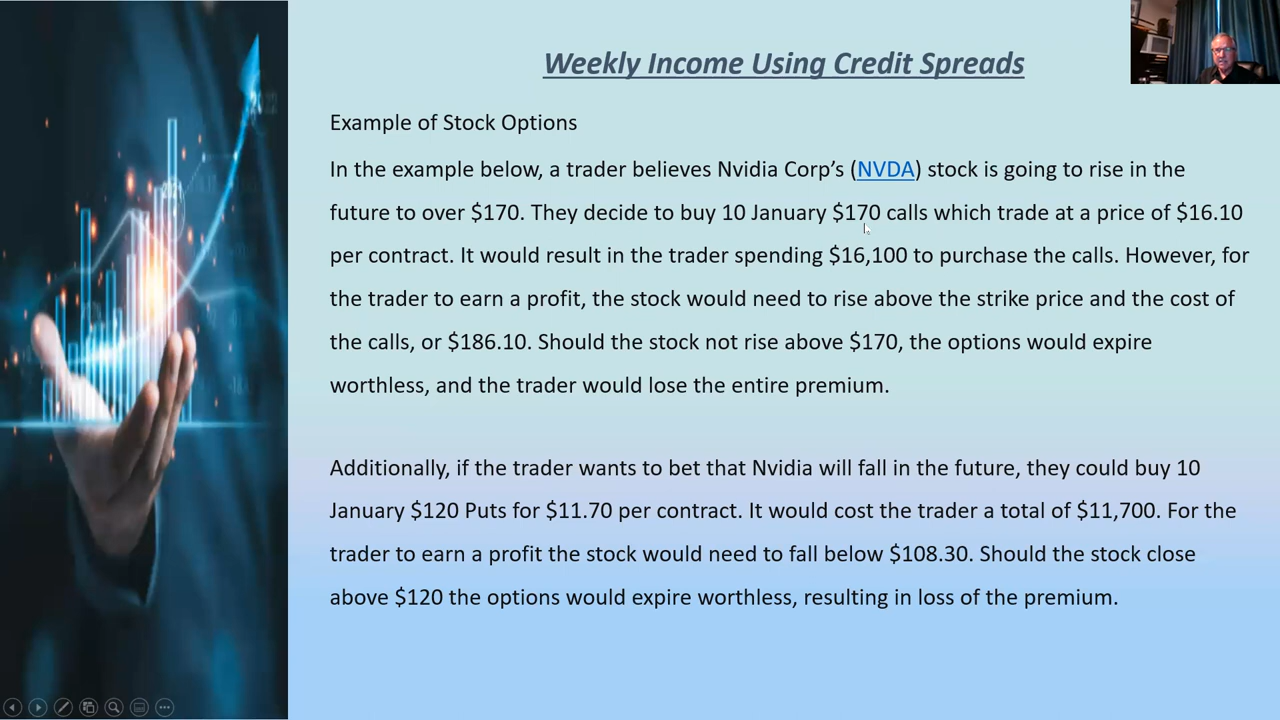 Weekly Income Using Credit Spreads
Example of Stock Options
In the example below, a trader believes Nvidia Corp’s (NVDA) stock is going to rise in the
future to over $170. They decide to buy 10 January $170 calls which trade at a price of $16.10
per contract. It would result in the trader spending $16,100 to purchase the calls. However, for
the trader to earn a profit, the stock would need to rise above the strike price and the cost of
the calls, or $186.10. Should the stock not rise above $170, the options would expire
worthless, and the trader would lose the entire premium.
Additionally, if the trader wants to bet that Nvidia will fall in the future, they could buy 10
January $120 Puts for $11.70 per contract. It would cost the trader a total of $11,700. For the
trader to earn a profit the stock would need to fall below $108.30. Should the stock close
above $120 the options would expire worthless, resulting in loss of the premium.